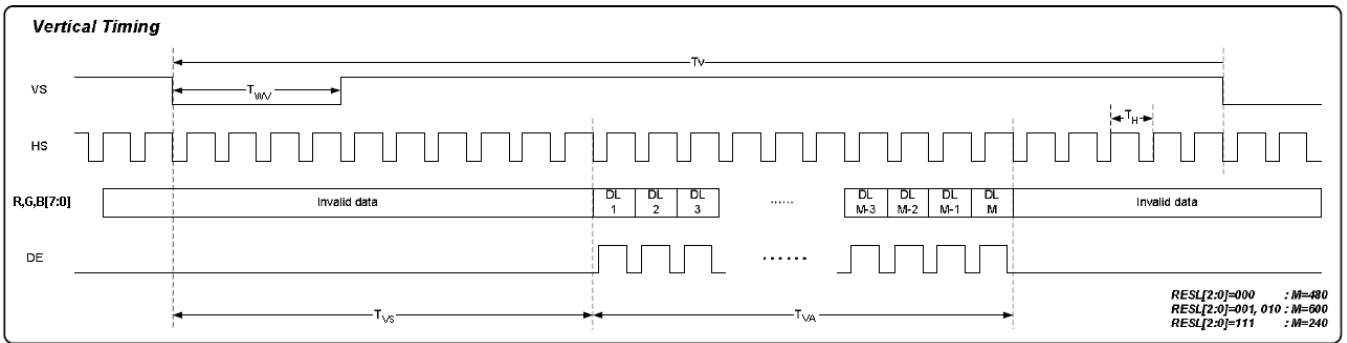 Vertical Timing
Tv
VS
TWV
TH
HS
R,G,B[7:0]
Invalid data
DL 1
DL 2
DL 3
......
DL M-3
DL M-2
DL M-1
DL M
Invalid data
DE
......
TVS
TVA
RESL[2:0]=000 : M=480
RESL[2:0]=001, 010 : M=600
RESL[2:0]=111 : M=240